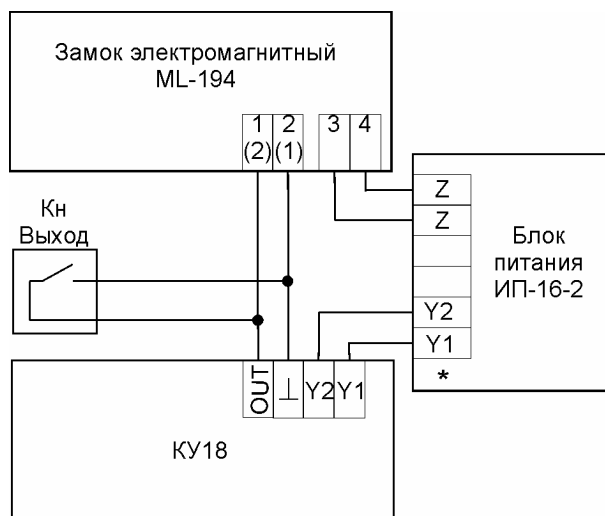 Замок электромагнитный
ML-194
1 2 3 4
(2) (1)
Z
Z
Кн
Выход
Блок
питания
ИП-16-2
Y2
Y1
*
OUT ⊥ Y2 Y1
КУ18